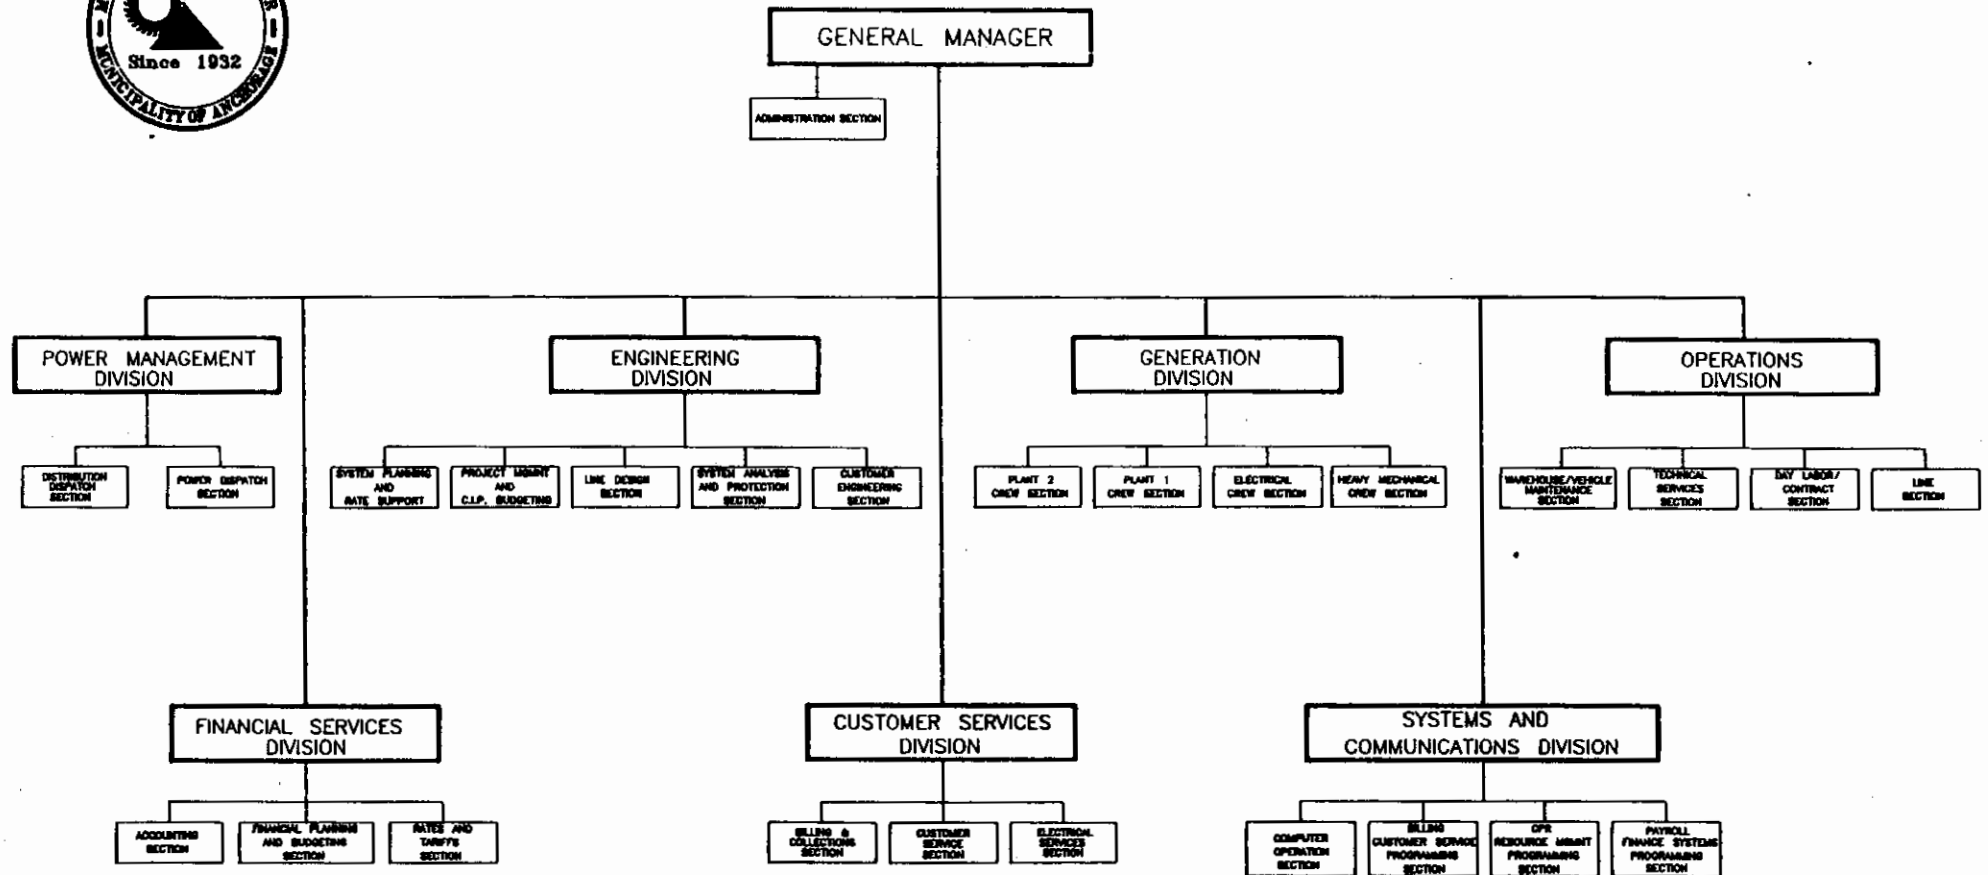 Since 1932
MUNICIPALITY OF ANCHORAGE
GENERAL MANAGER
ADMINISTRATION SECTION
POWER MANAGEMENT
DIVISION
ENGINEERING
DIVISION
GENERATION
DIVISION
OPERATIONS
DIVISION
DISTRIBUTION
DISPATCH
SECTION
POWER DISPATCH
SECTION
SYSTEM PLANNING
AND
RATE SUPPORT
PROJECT MGMNT
AND
C.I.P. BUDGETING
LINE DESIGN
SECTION
SYSTEM ANALYSIS
AND PROTECTION
SECTION
CUSTOMER
ENGINEERING
SECTION
PLANT 2
CREW SECTION
PLANT 1
CREW SECTION
ELECTRICAL
CREW SECTION
HEAVY MECHANICAL
CREW SECTION
WAREHOUSE/VEHICLE
MAINTENANCE
SECTION
TECHNICAL
SERVICES
SECTION
DAY LABOR/
CONTRACT
SECTION
LINE
SECTION
FINANCIAL SERVICES
DIVISION
CUSTOMER SERVICES
DIVISION
SYSTEMS AND
COMMUNICATIONS DIVISION
ACCOUNTING
SECTION
FINANCIAL PLANNING
AND BUDGETING
SECTION
RATES AND
TARIFFS
SECTION
BILLING &
COLLECTIONS
SECTION
CUSTOMER
SERVICE
SECTION
ELECTRICAL
SERVICES
SECTION
COMPUTER
OPERATION
SECTION
BILLING
CUSTOMER SERVICE
PROGRAMMING
SECTION
OPR
RESOURCE MGMNT
PROGRAMMING
SECTION
PAYROLL
FINANCE SYSTEMS
PROGRAMMING
SECTION